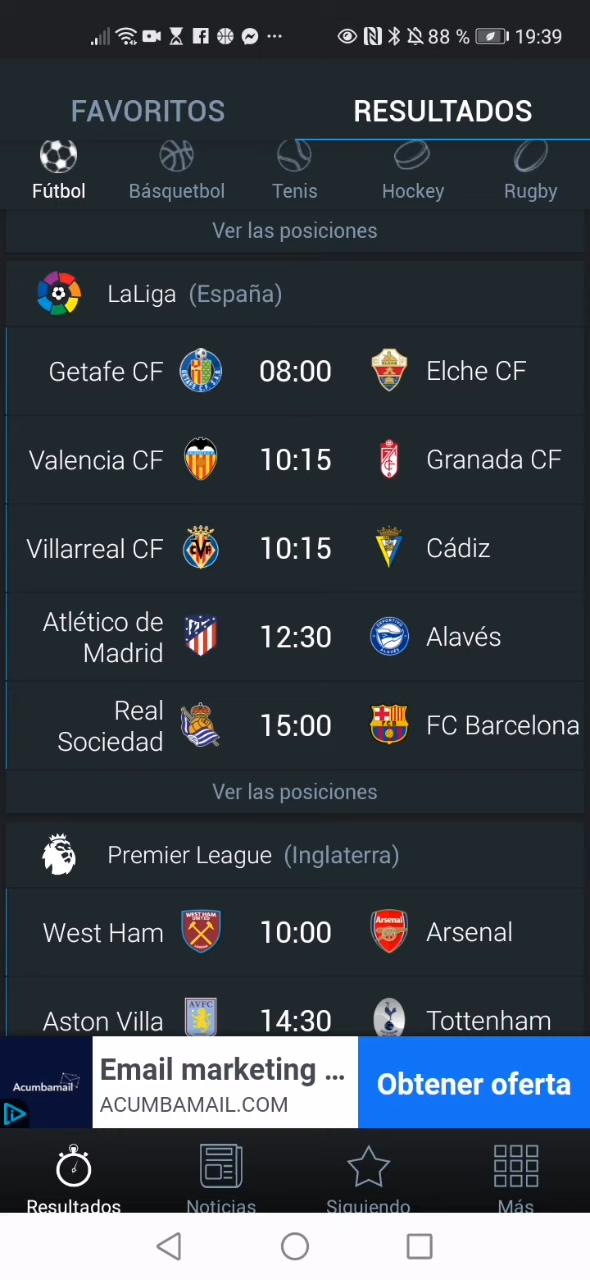 88 % 19:39
FAVORITOS RESULTADOS
Fútbol Básquetbol Tenis Hockey Rugby
Ver las posiciones
LaLiga (España)
Getafe CF 08:00 Elche CF
Valencia CF 10:15 Granada CF
Villarreal CF 10:15 Cádiz
Atlético de
Madrid 12:30 Alavés
Real
Sociedad 15:00 FC Barcelona
Ver las posiciones
Premier League (Inglaterra)
West Ham 10:00 Arsenal
Aston Villa 14:30 Tottenham
Acumbamail Email marketing ... Obtener oferta
ACUMBAMAIL.COM
Resultados Noticias Siguiendo Más